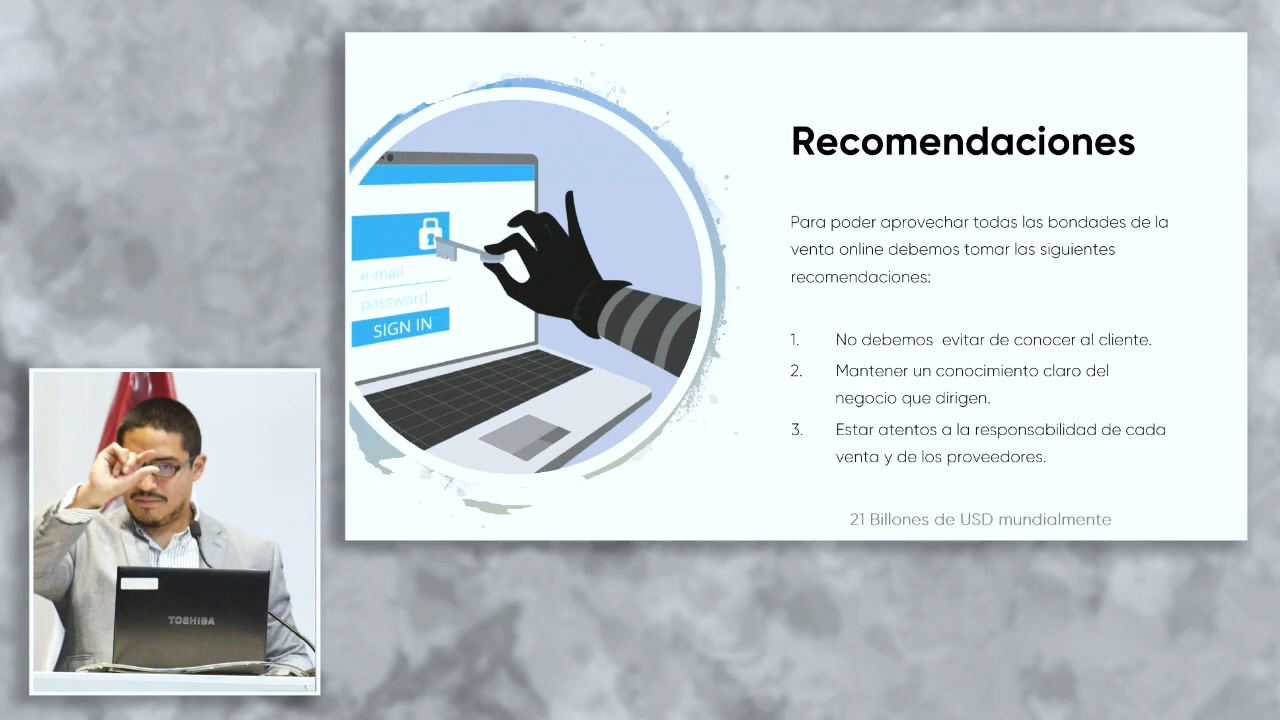 Recomendaciones
Para poder aprovechar todas las bondades de la
venta online debemos tomar las siguientes
recomendaciones:
1. No debemos  evitar de conocer al cliente.
2. Mantener un conocimiento claro del
negocio que dirigen.
3. Estar atentos a la responsabilidad de cada
venta y de los proveedores.
21 Billones de USD mundialmente
e-mail
password
SIGN IN
TOSHIBA